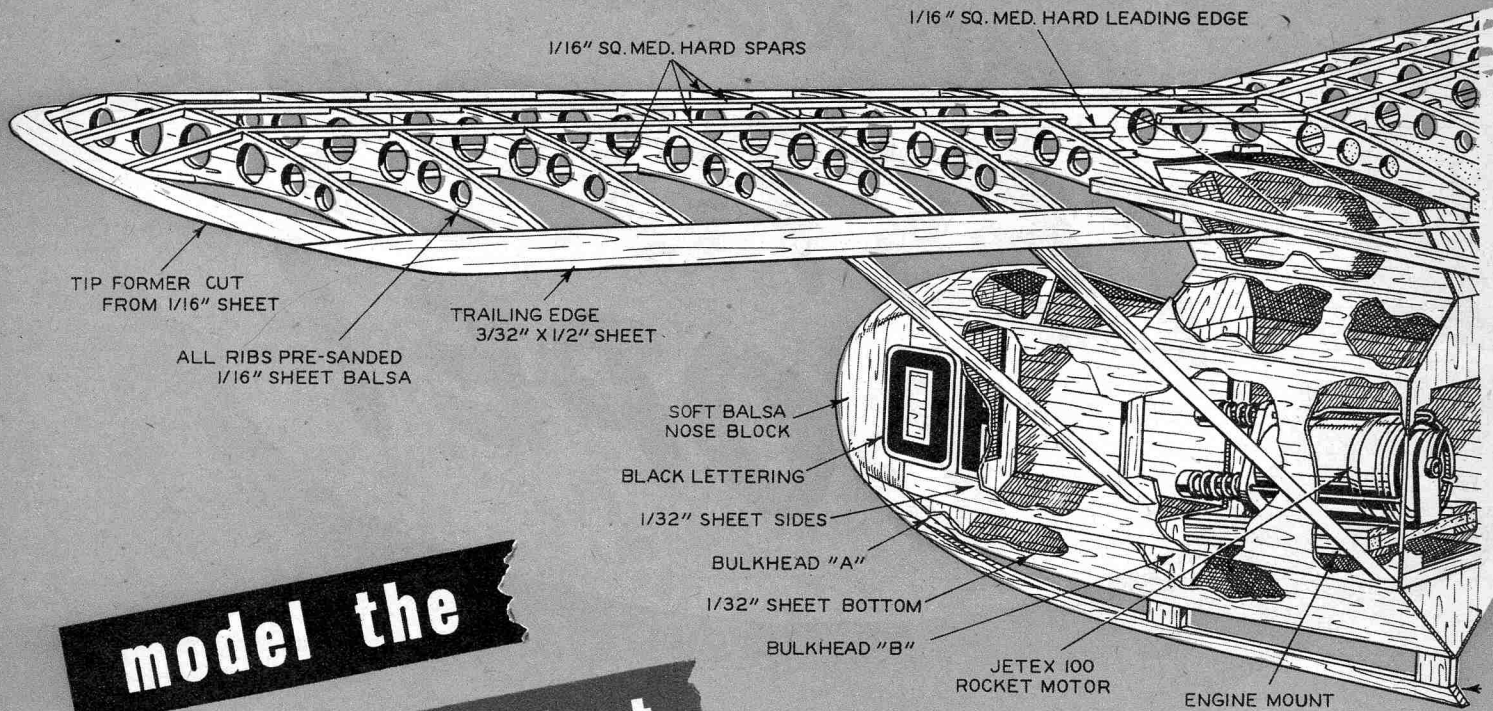 1/16" SQ. MED. HARD LEADING EDGE
1/16" SQ. MED. HARD SPARS
TIP FORMER CUT
FROM 1/16" SHEET
TRAILING EDGE
3/32" X 1/2" SHEET
ALL RIBS PRE-SANDED
1/16" SHEET BALSA
SOFT BALSA
NOSE BLOCK
BLACK LETTERING
1/32" SHEET SIDES
BULKHEAD "A"
1/32" SHEET BOTTOM
BULKHEAD "B"
JETEX 100
ROCKET MOTOR
ENGINE MOUNT
model the